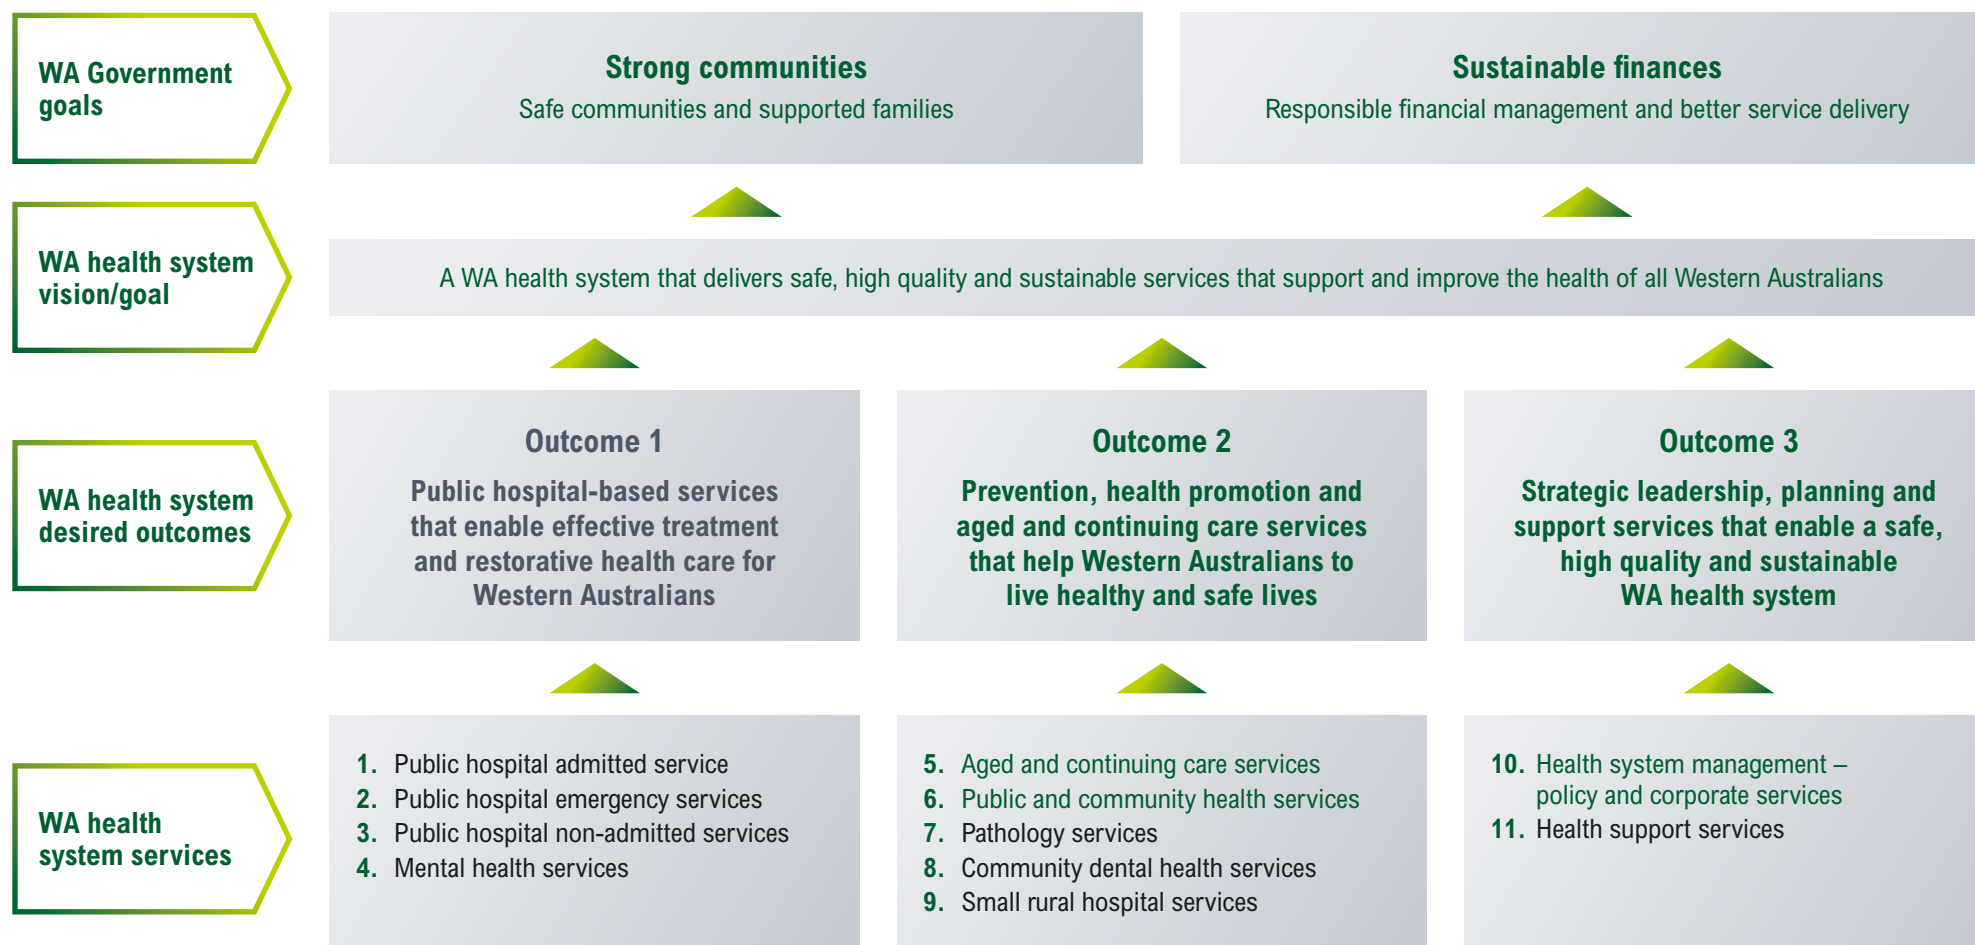 WA Government
goals
Strong communities
Safe communities and supported families
Sustainable finances
Responsible financial management and better service delivery
WA health system
vision/goal
A WA health system that delivers safe, high quality and sustainable services that support and improve the health of all Western Australians
WA health system
desired outcomes
Outcome 1
Public hospital-based services
that enable effective treatment
and restorative health care for
Western Australians
Outcome 2
Prevention, health promotion and
aged and continuing care services
that help Western Australians to
live healthy and safe lives
Outcome 3
Strategic leadership, planning and
support services that enable a safe,
high quality and sustainable
WA health system
WA health
system services
1. Public hospital admitted service
2. Public hospital emergency services
3. Public hospital non-admitted services
4. Mental health services
5. Aged and continuing care services
6. Public and community health services
7. Pathology services
8. Community dental health services
9. Small rural hospital services
10. Health system management –
policy and corporate services
11. Health support services